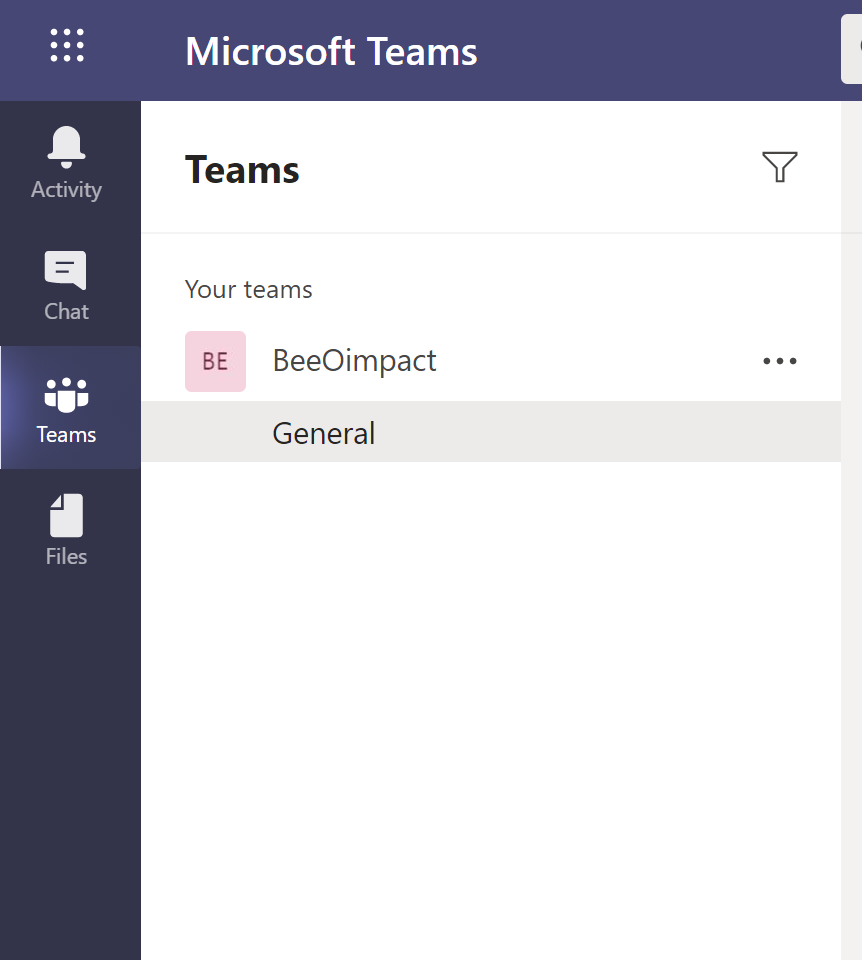 Microsoft Teams
Activity
Chat
Teams
Files
Teams
Your teams
BE
BeeOimpact
General